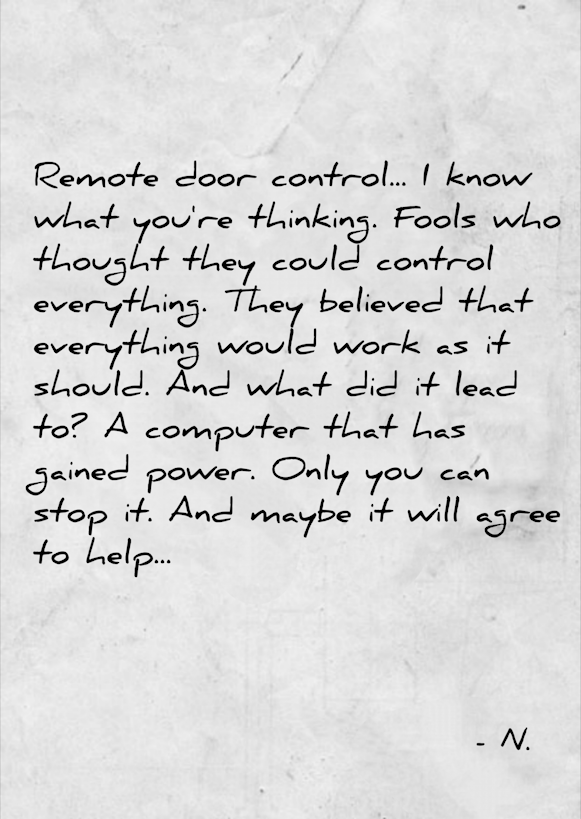 Remote door control... I know
what you're thinking. Fools who
thought they could control
everything. They believed that
everything would work as it
should. And what did it lead
to? A computer that has
gained power. Only you can
stop it. And maybe it will agree
to help...
- N.